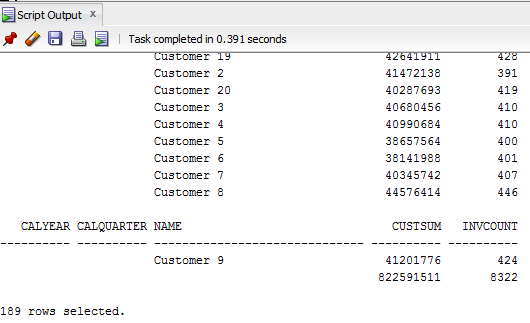 Script Output x
Task completed in 0.391 seconds
Customer 19 42641911 428
Customer 2 41472138 391
Customer 20 40287693 419
Customer 3 40680456 410
Customer 4 40990684 410
Customer 5 38657564 400
Customer 6 38141988 401
Customer 7 40345742 407
Customer 8 44576414 446
CALYEAR CALQUARTER NAME CUSTSUM INVCOUNT
---------- ---------- ------------------------------ ---------- ----------
Customer 9 41201776 424
822591511 8322
189 rows selected.